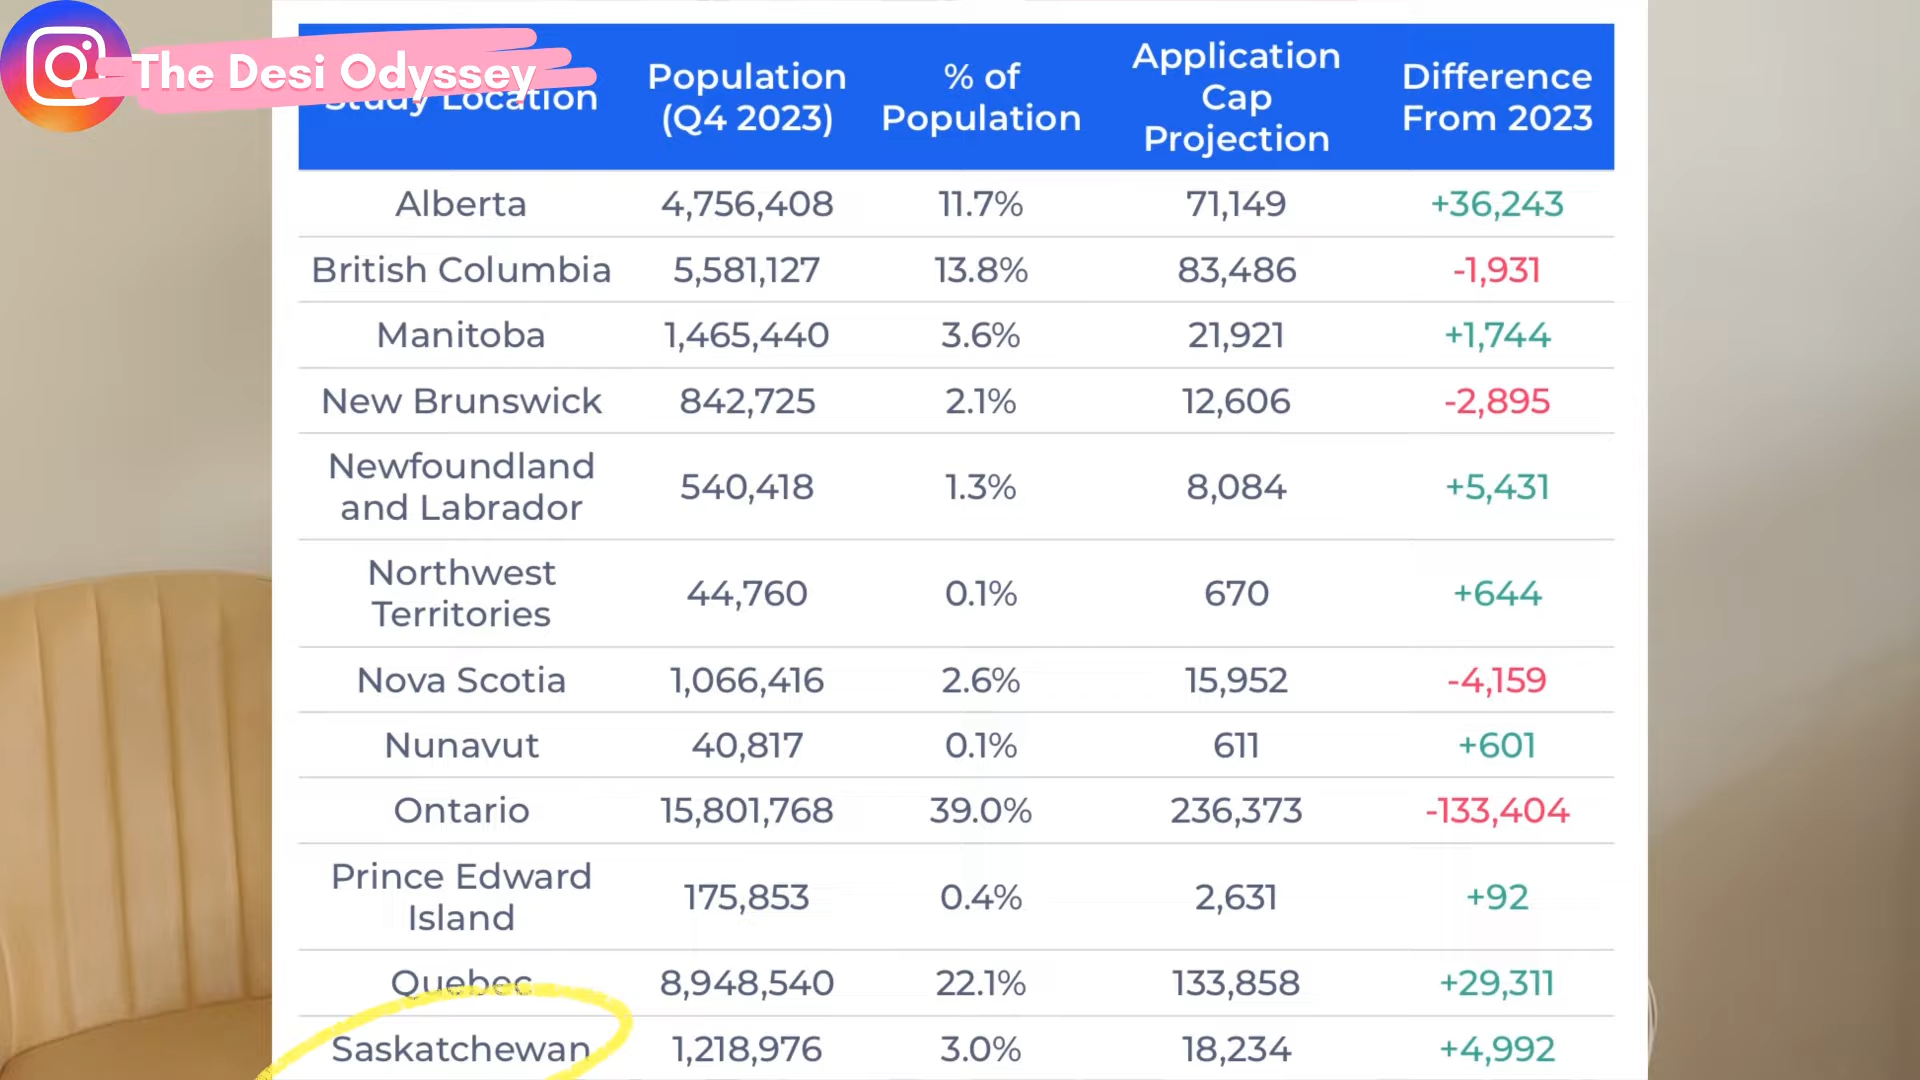 The Desi Odyssey
Study Location
Population
(Q4 2023)
% of
Population
Application
Cap
Projection
Difference
From 2023
Alberta 4,756,408 11.7% 71,149 +36,243
British Columbia 5,581,127 13.8% 83,486 -1,931
Manitoba 1,465,440 3.6% 21,921 +1,744
New Brunswick 842,725 2.1% 12,606 -2,895
Newfoundland
and Labrador 540,418 1.3% 8,084 +5,431
Northwest
Territories 44,760 0.1% 670 +644
Nova Scotia 1,066,416 2.6% 15,952 -4,159
Nunavut 40,817 0.1% 611 +601
Ontario 15,801,768 39.0% 236,373 -133,404
Prince Edward
Island 175,853 0.4% 2,631 +92
Quebec 8,948,540 22.1% 133,858 +29,311
Saskatchewan 1,218,976 3.0% 18,234 +4,992